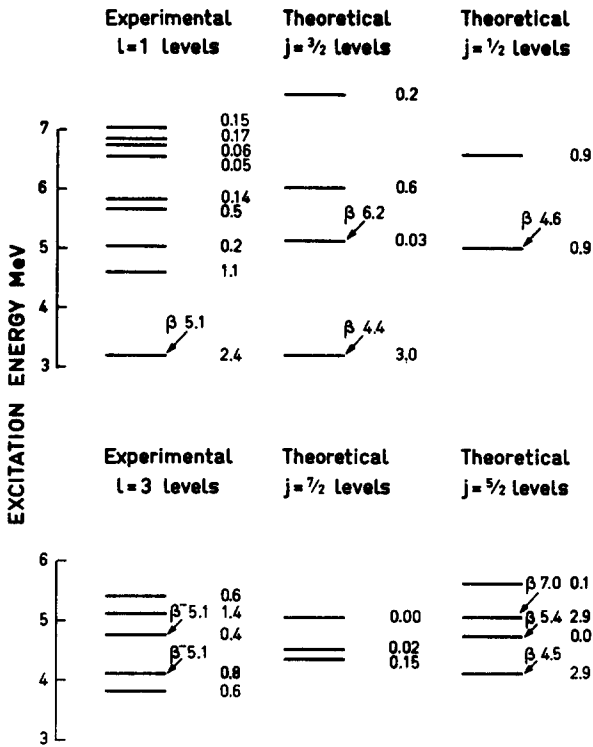 Experimental
l=1 levels
Theoretical
j=3/2 levels
Theoretical
j=1/2 levels
EXCITATION ENERGY MeV
7
6
5
4
3
0.15
0.17
0.06
0.05
0.14
0.5
0.2
1.1
β 5.1
2.4
0.2
0.6
β 6.2
0.03
β 4.4
3,0
0.9
β 4.6
0.9
Experimental
l=3 levels
Theoretical
j=7/2 levels
Theoretical
j=5/2 levels
6
5
4
3
0.6
β⁻5.1 1.4
0.4
β⁻5.1
0.8
0.6
0.00
0.02
0.15
β 7.0 0.1
2.9
β 5.4
0.0
β 4.5
2.9